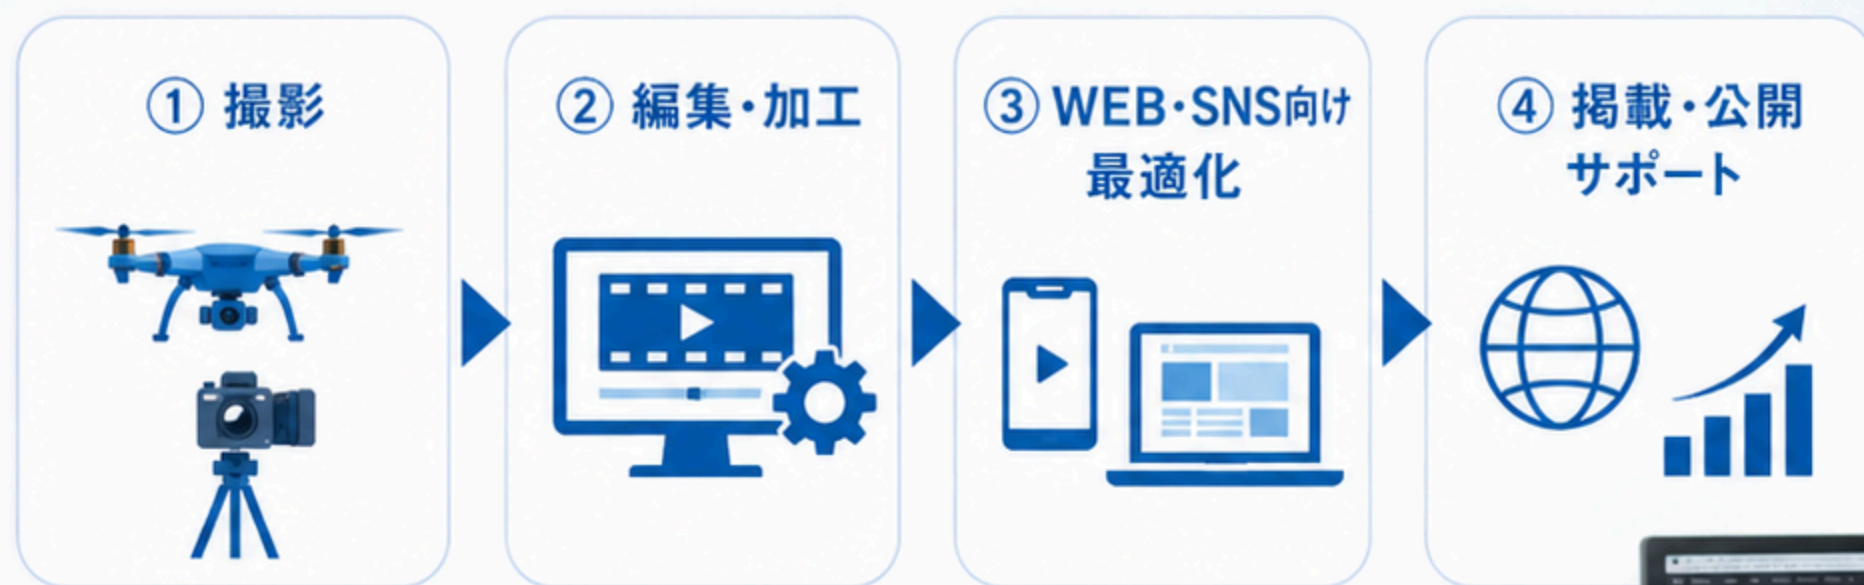 ① 撮影
② 編集・加工
③ WEB・SNS向け
最適化
④ 掲載・公開
サポート